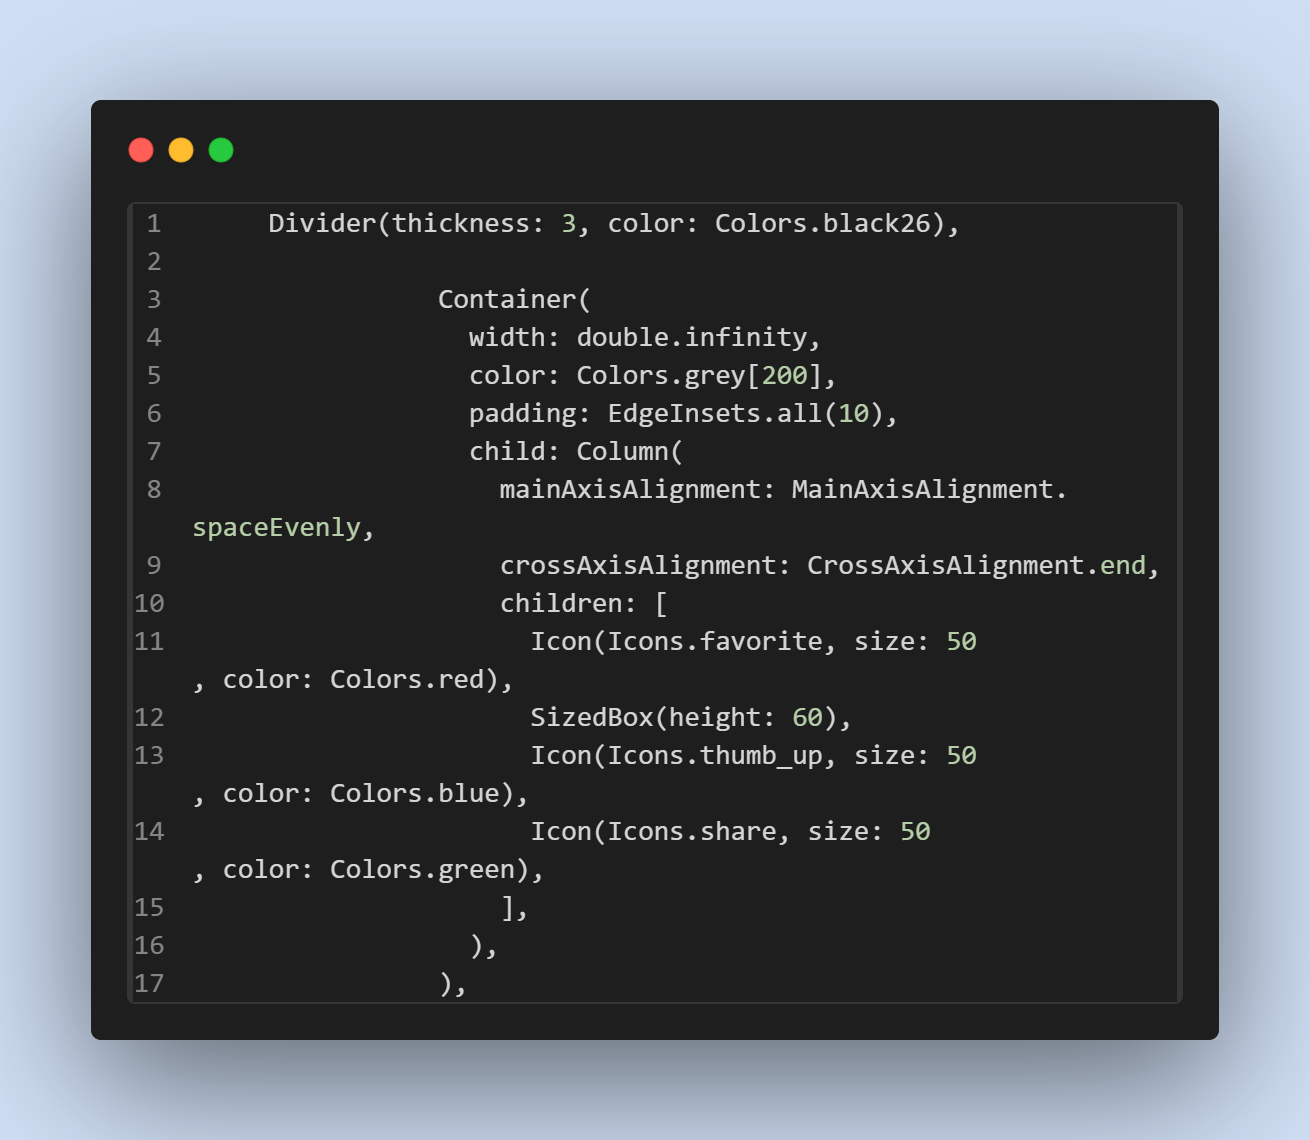 1 Divider(thickness: 3, color: Colors.black26),
2
3 Container(
4 width: double.infinity,
5 color: Colors.grey[200],
6 padding: EdgeInsets.all(10),
7 child: Column(
8 mainAxisAlignment: MainAxisAlignment.
spaceEvenly,
9 crossAxisAlignment: CrossAxisAlignment.end,
10 children: [
11 Icon(Icons.favorite, size: 50
, color: Colors.red),
12 SizedBox(height: 60),
13 Icon(Icons.thumb_up, size: 50
, color: Colors.blue),
14 Icon(Icons.share, size: 50
, color: Colors.green),
15 ],
16 ),
17 ),